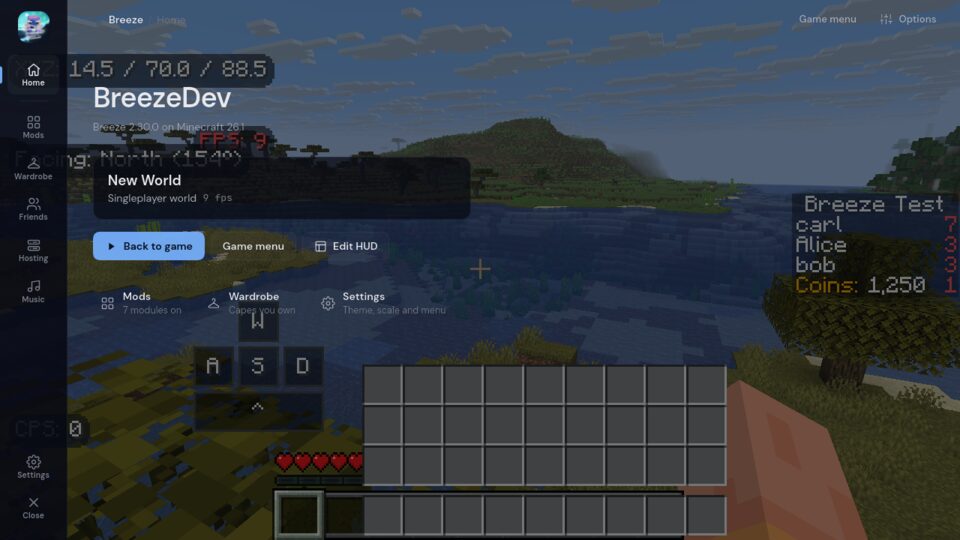 Breeze / Home
Game menu
Options
XYZ: 14.5 / 70.0 / 88.5
Home
BreezeDev
Breeze 2.30.0 on Minecraft 26.1
FPS: 9
Mods
Facing: North (154°)
Wardrobe
New World
Singleplayer world 9 fps
Friends
Breeze Test
carl 7
Alice 3
bob 3
Coins: 1,250 1
Back to game
Game menu
Edit HUD
Hosting
Music
Mods
7 modules on
Wardrobe
Capes you own
Settings
Theme, scale and menu
W
A S D
^
CPS: 0
Settings
Close